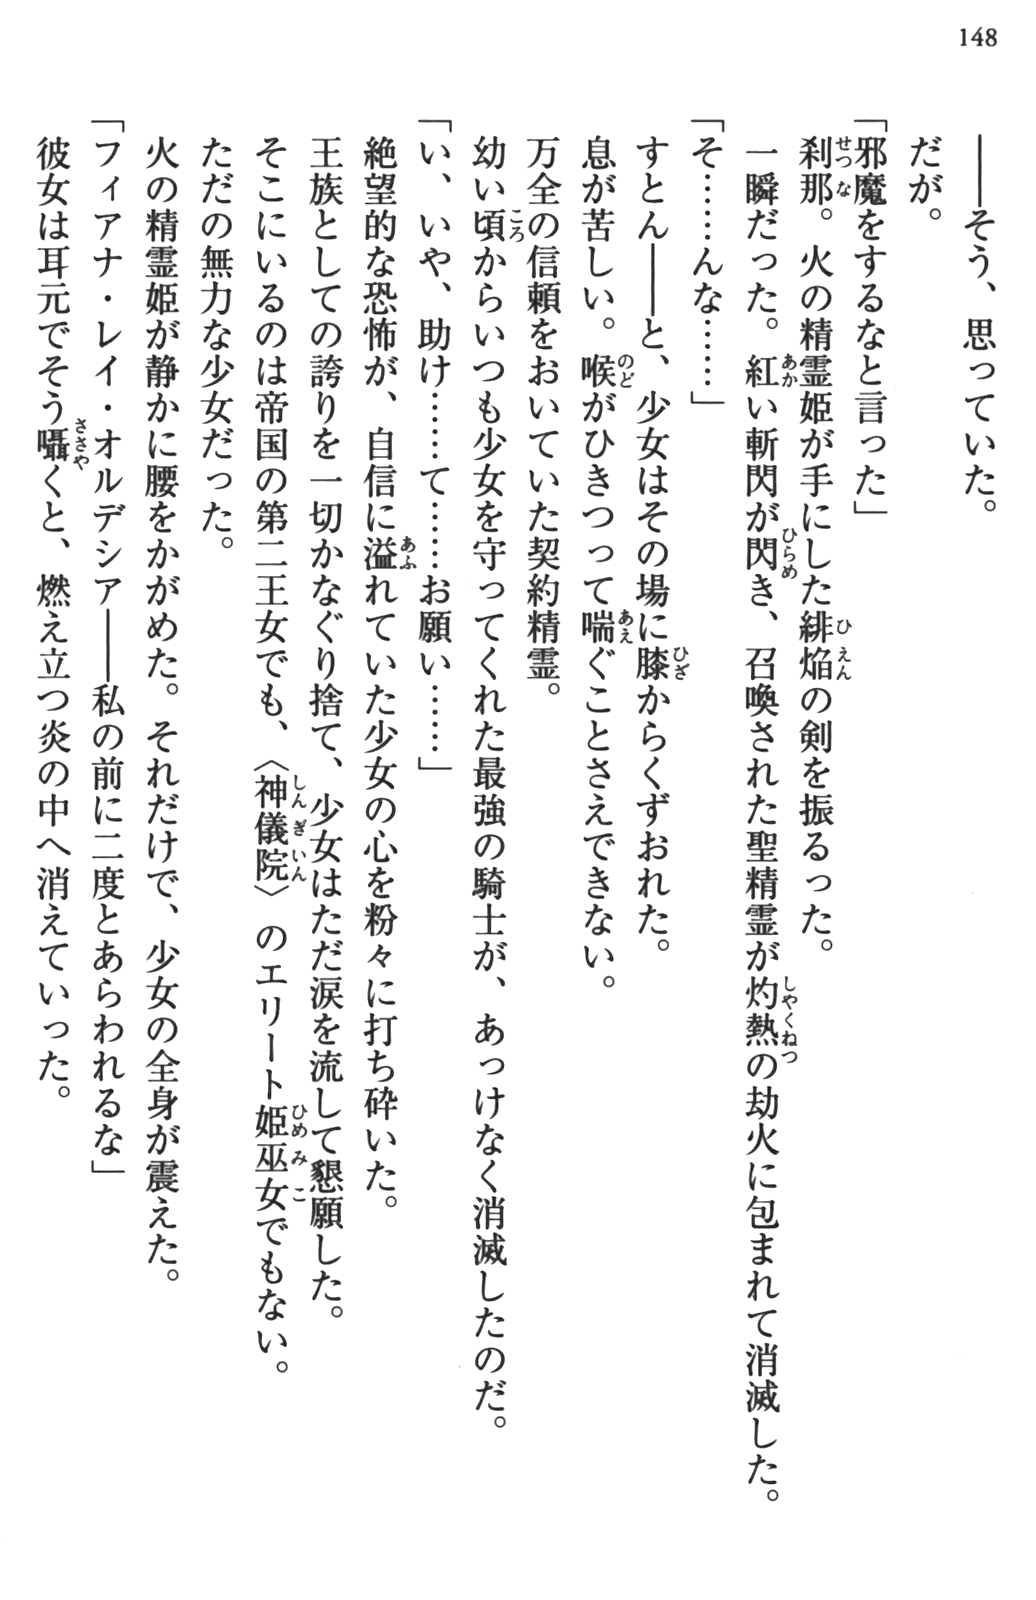 148
――そう、思っていた。
だが。
「邪魔をするなと言った」
刹那。火の精霊姫が手にした緋焔の剣を振るった。
一瞬だった。紅い斬閃が閃き、召喚された聖精霊が灼熱の劫火に包まれて消滅した。
「そ……んな……」
すとん――と、少女はその場に膝からくずおれた。
息が苦しい。喉がひきつって喘ぐことさえできない。
万全の信頼をおいていた契約精霊。
幼い頃からいつも少女を守ってくれた最強の騎士が、あっけなく消滅したのだ。
「い、いや、助け……て……お願い……」
絶望的な恐怖が、自信に溢れていた少女の心を粉々に打ち砕いた。
王族としての誇りを一切かなぐり捨て、少女はただ涙を流して懇願した。
そこにいるのは帝国の第二王女でも、〈神儀院〉のエリート姫巫女でもない。
ただの無力な少女だった。
火の精霊姫が静かに腰をかがめた。それだけで、少女の全身が震えた。
「フィアナ・レイ・オルデシア――私の前に二度とあらわれるな」
彼女は耳元でそう囁くと、燃え立つ炎の中へ消えていった。